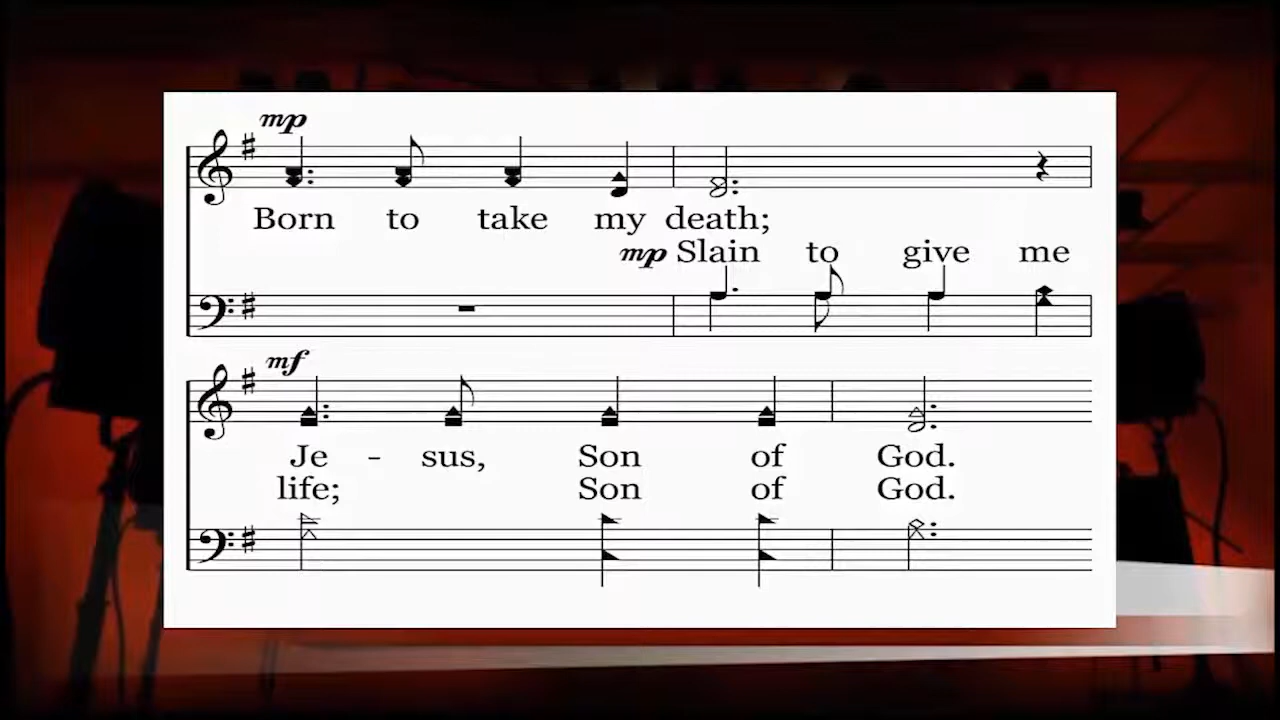 mp
Born to take my death;
mp Slain to give me
mf
Je - sus, Son of God.
life; Son of God.